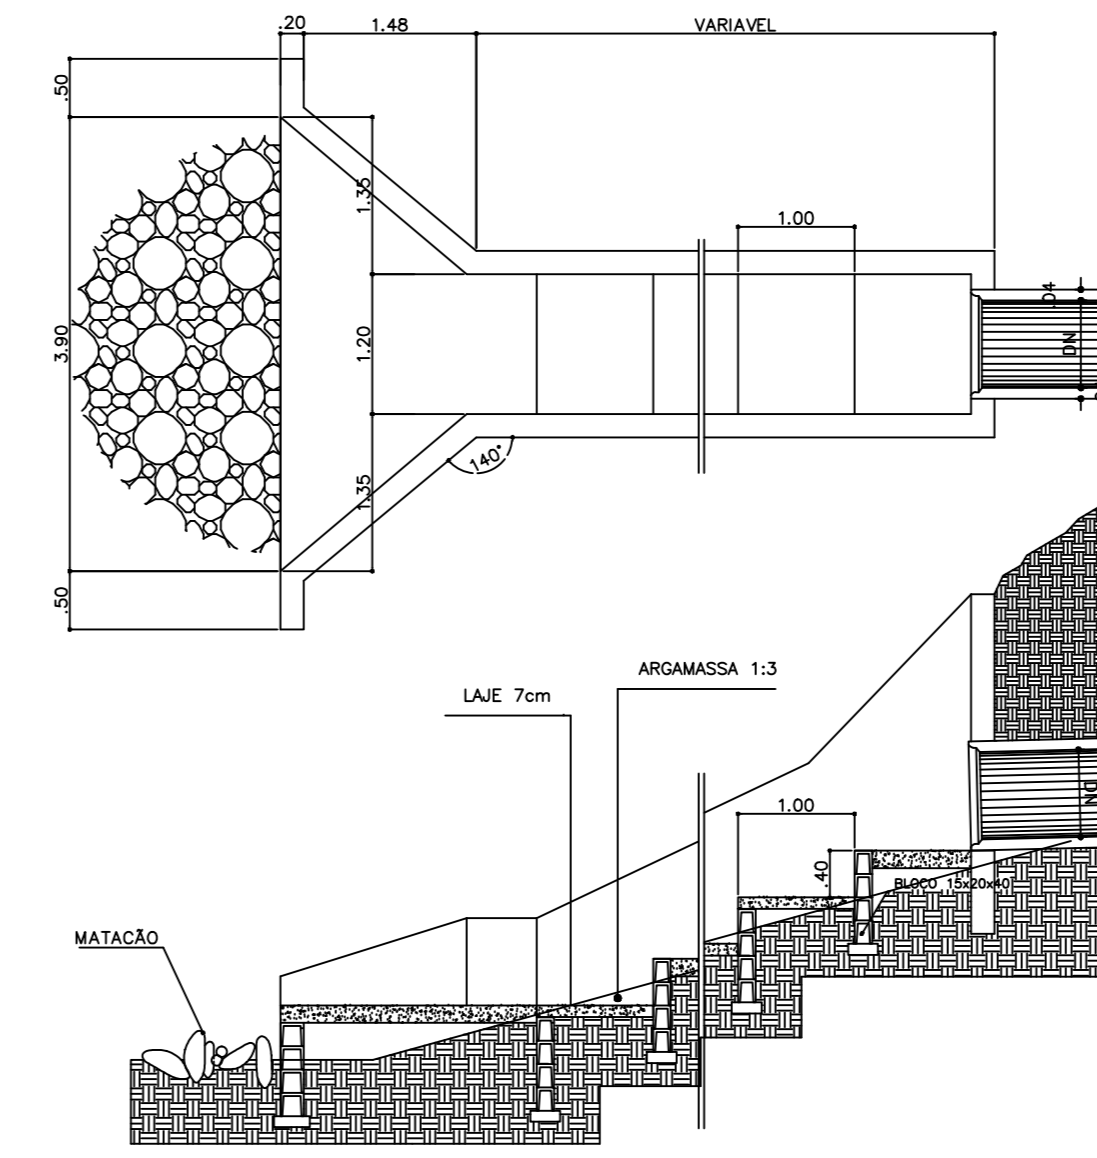 .20
1.48
VARIAVEL
.50
1.35
1.00
.04
3.90
1.20
DN
140°
1.35
.50
ARGAMASSA 1:3
LAJE 7cm
1.00
DN
.40
BLOCO 15x20x40
MATACÃO